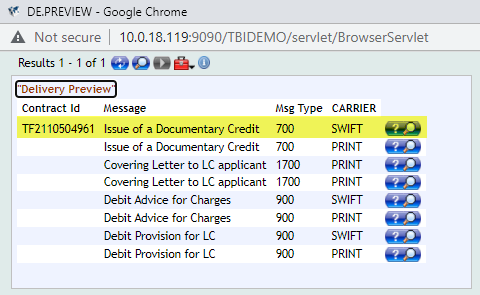 DE.PREVIEW - Google Chrome
Not secure | 10.0.18.119:9090/TBIDEMO/servlet/BrowserServlet
Results 1 - 1 of 1
"Delivery Preview"
Contract Id Message Msg Type CARRIER
TF2110504961 Issue of a Documentary Credit 700 SWIFT
Issue of a Documentary Credit 700 PRINT
Covering Letter to LC applicant 1700 PRINT
Covering Letter to LC applicant 1700 PRINT
Debit Advice for Charges 900 SWIFT
Debit Advice for Charges 900 PRINT
Debit Provision for LC 900 SWIFT
Debit Provision for LC 900 PRINT